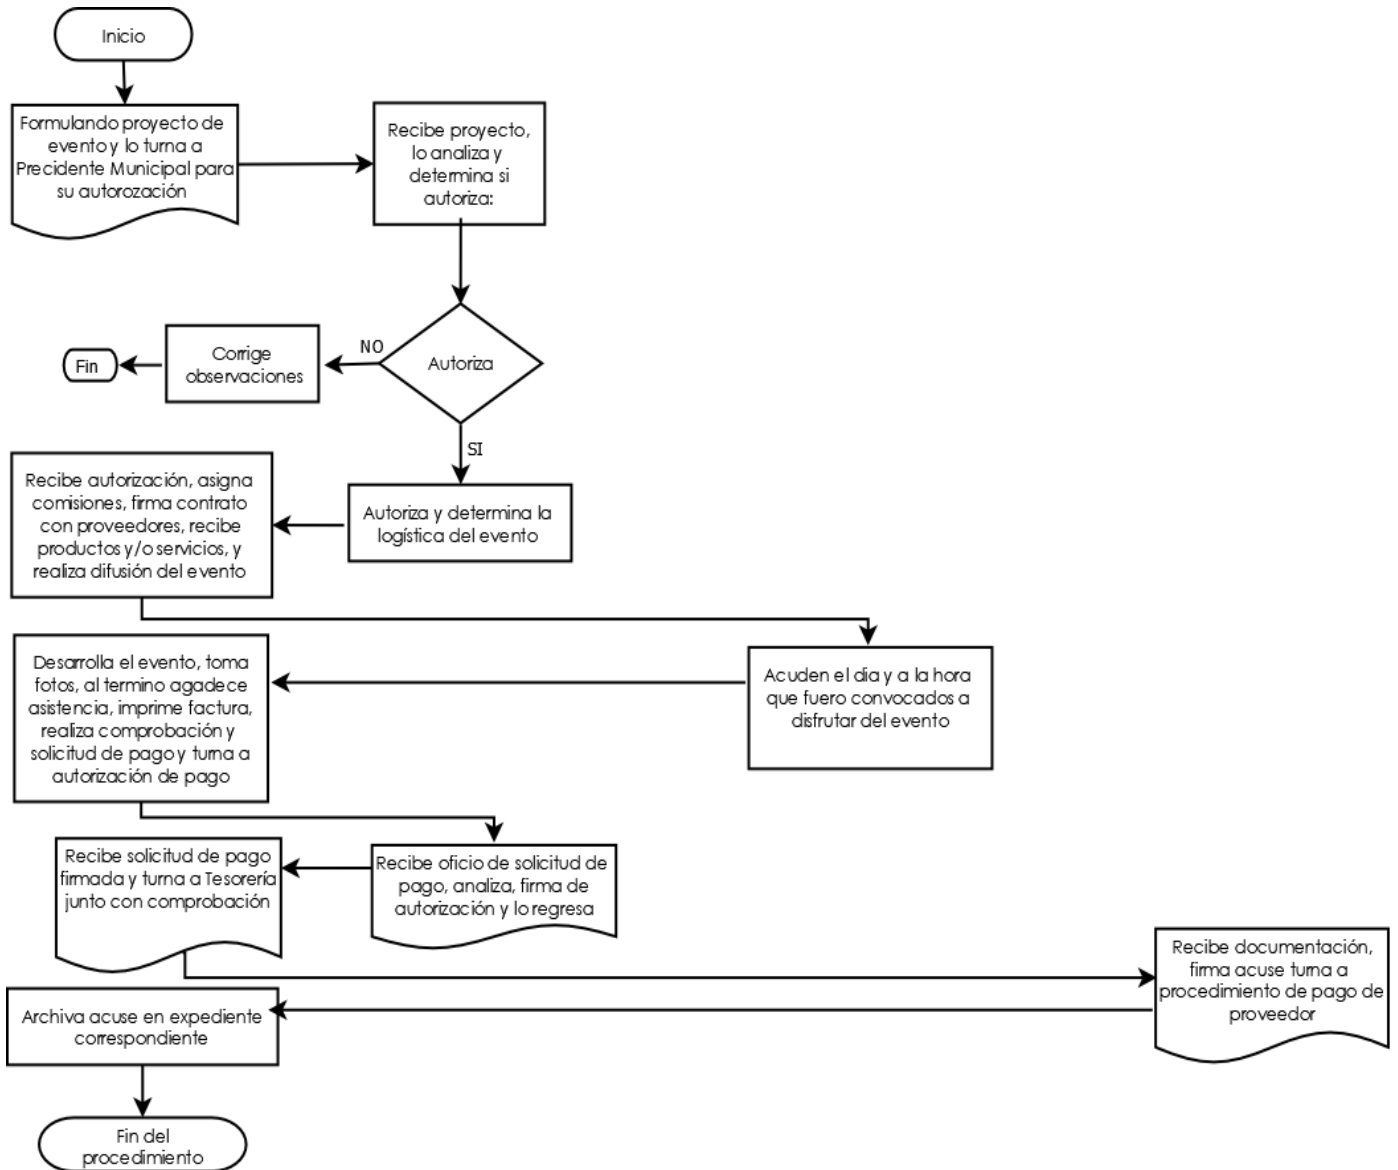 Inicio
Formulando proyecto de
evento y lo turna a
Precidente Municipal para
su autorozación
Recibe proyecto,
lo analiza y
determina si
autoriza:
Autoriza
NO
Corrige
observaciones
Fin
SI
Autoriza y determina la
logística del evento
Recibe autorización, asigna
comisiones, firma contrato
con proveedores, recibe
productos y/o servicios, y
realiza difusión del evento
Acuden el dia y a la hora
que fuero convocados a
disfrutar del evento
Desarrolla el evento, toma
fotos, al termino agadece
asistencia, imprime factura,
realiza comprobación y
solicitud de pago y turna a
autorización de pago
Recibe oficio de solicitud de
pago, analiza, firma de
autorización y lo regresa
Recibe solicitud de pago
firmada y turna a Tesorería
junto con comprobación
Recibe documentación,
firma acuse turna a
procedimiento de pago de
proveedor
Archiva acuse en expediente
correspondiente
Fin del
procedimiento